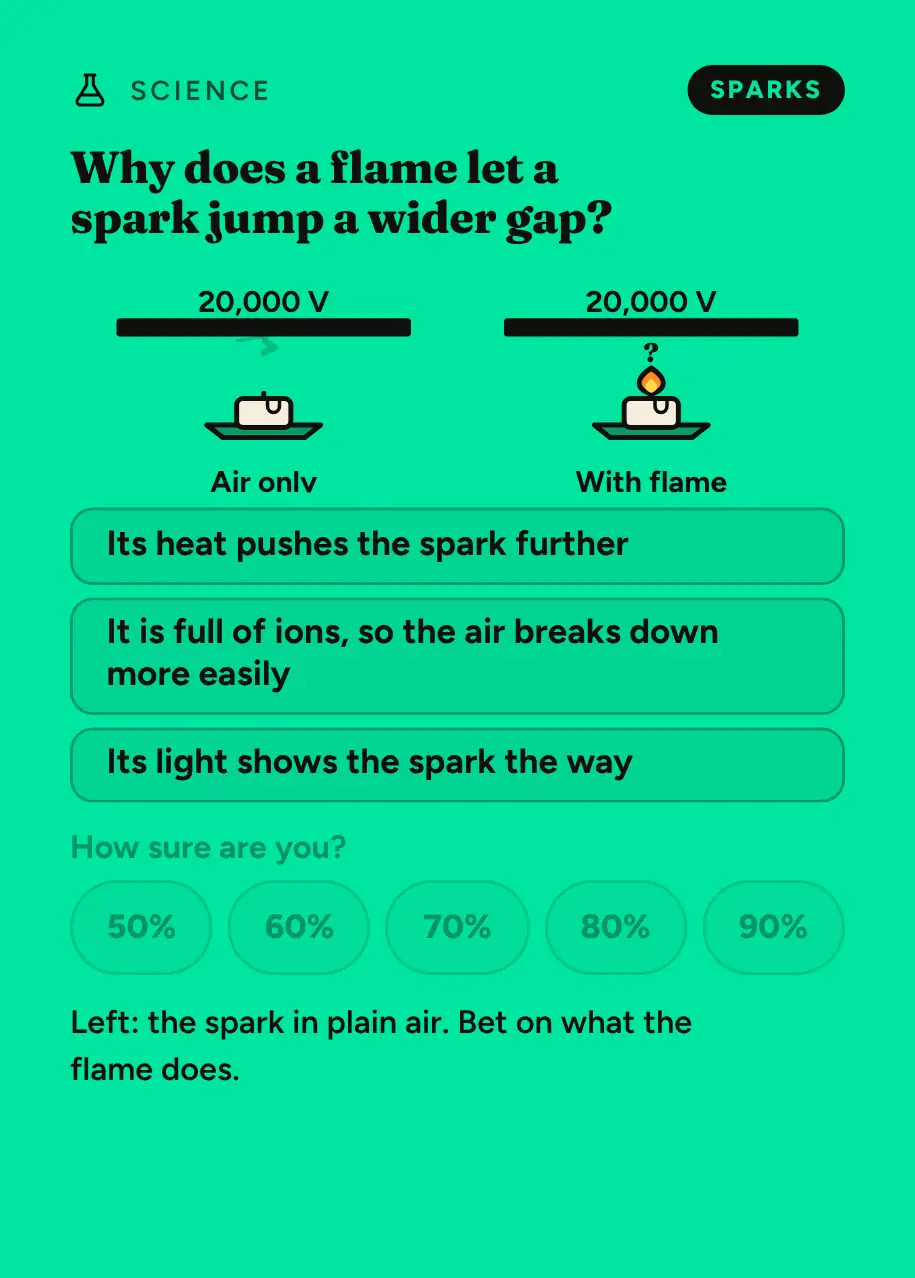 SCIENCE
SPARKS
Why does a flame let a
spark jump a wider gap?
20,000 V
20,000 V
?
Air only
With flame
Its heat pushes the spark further
It is full of ions, so the air breaks down
more easily
Its light shows the spark the way
How sure are you?
50%
60%
70%
80%
90%
Left: the spark in plain air. Bet on what the
flame does.